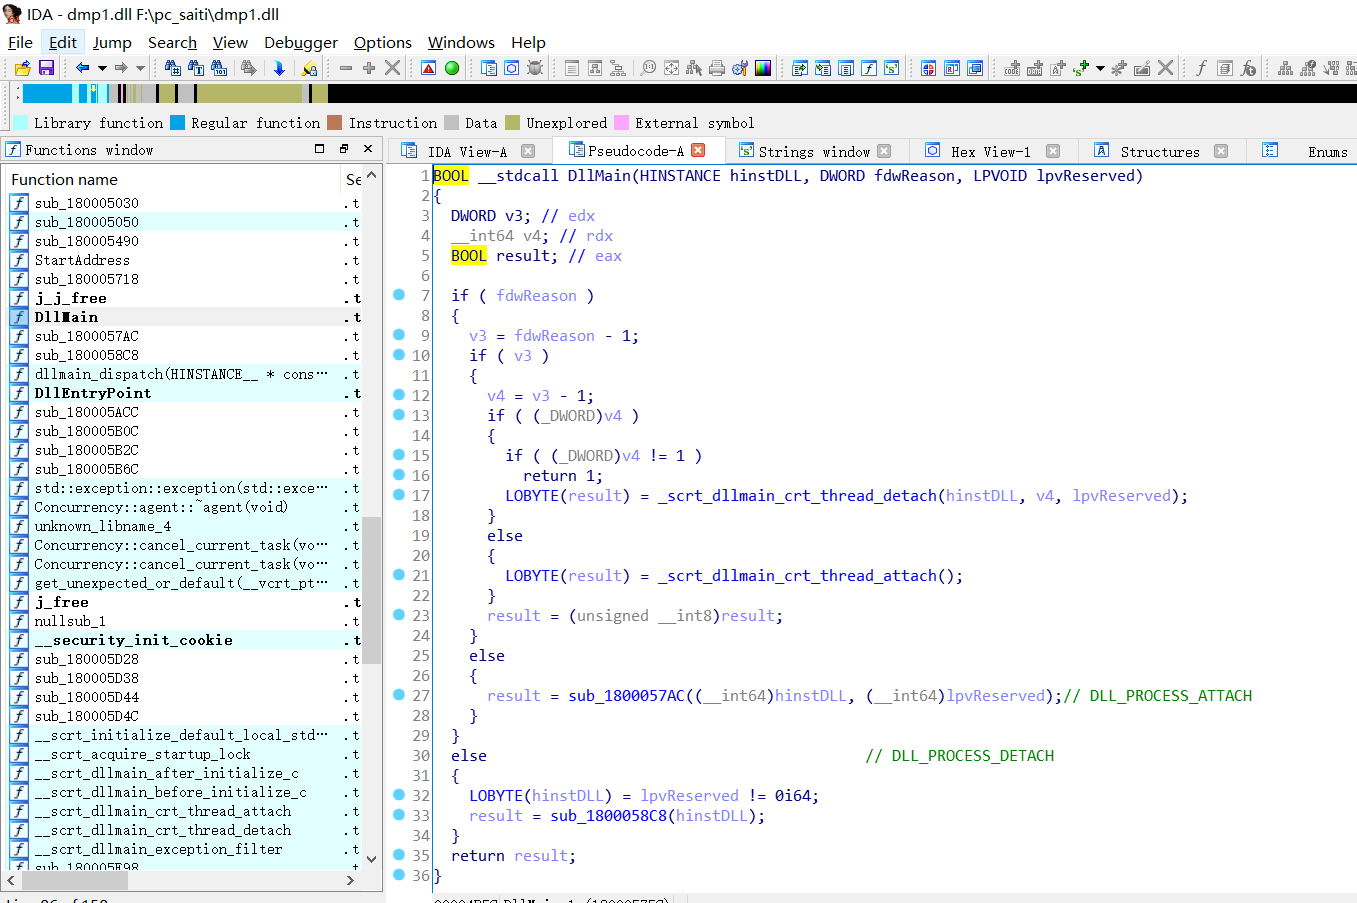 IDA - dmp1.dll F:\pc_saiti\dmp1.dll
File Edit Jump Search View Debugger Options Windows Help
Library function Regular function Instruction Data Unexplored External symbol
Functions window
IDA View-A Pseudocode-A Strings window Hex View-1 Structures Enums
Function name Se
sub_180005030 .t
sub_180005050 .t
sub_180005490 .t
StartAddress .t
sub_180005718 .t
j_j_free .t
DllMain .t
sub_1800057AC .t
sub_1800058C8 .t
dllmain_dispatch(HINSTANCE__ * cons… .t
DllEntryPoint .t
sub_180005ACC .t
sub_180005B0C .t
sub_180005B2C .t
sub_180005B6C .t
std::exception::exception(std::exce… .t
Concurrency::agent::~agent(void) .t
unknown_libname_4 .t
Concurrency::cancel_current_task(vo… .t
Concurrency::cancel_current_task(vo… .t
get_unexpected_or_default(__vcrt_pt… .t
j_free .t
nullsub_1 .t
__security_init_cookie .t
sub_180005D28 .t
sub_180005D38 .t
sub_180005D44 .t
sub_180005D4C .t
__scrt_initialize_default_local_std… .t
__scrt_acquire_startup_lock .t
__scrt_dllmain_after_initialize_c .t
__scrt_dllmain_before_initialize_c .t
__scrt_dllmain_crt_thread_attach .t
__scrt_dllmain_crt_thread_detach .t
__scrt_dllmain_exception_filter .t
1 BOOL __stdcall DllMain(HINSTANCE hinstDLL, DWORD fdwReason, LPVOID lpvReserved)
2 {
3 DWORD v3; // edx
4 __int64 v4; // rdx
5 BOOL result; // eax
6
7 if ( fdwReason )
8 {
9 v3 = fdwReason - 1;
10 if ( v3 )
11 {
12 v4 = v3 - 1;
13 if ( (_DWORD)v4 )
14 {
15 if ( (_DWORD)v4 != 1 )
16 return 1;
17 LOBYTE(result) = _scrt_dllmain_crt_thread_detach(hinstDLL, v4, lpvReserved);
18 }
19 else
20 {
21 LOBYTE(result) = _scrt_dllmain_crt_thread_attach();
22 }
23 result = (unsigned __int8)result;
24 }
25 else
26 {
27 result = sub_1800057AC((__int64)hinstDLL, (__int64)lpvReserved);// DLL_PROCESS_ATTACH
28 }
29 }
30 else // DLL_PROCESS_DETACH
31 {
32 LOBYTE(hinstDLL) = lpvReserved != 0i64;
33 result = sub_1800058C8(hinstDLL);
34 }
35 return result;
36 }